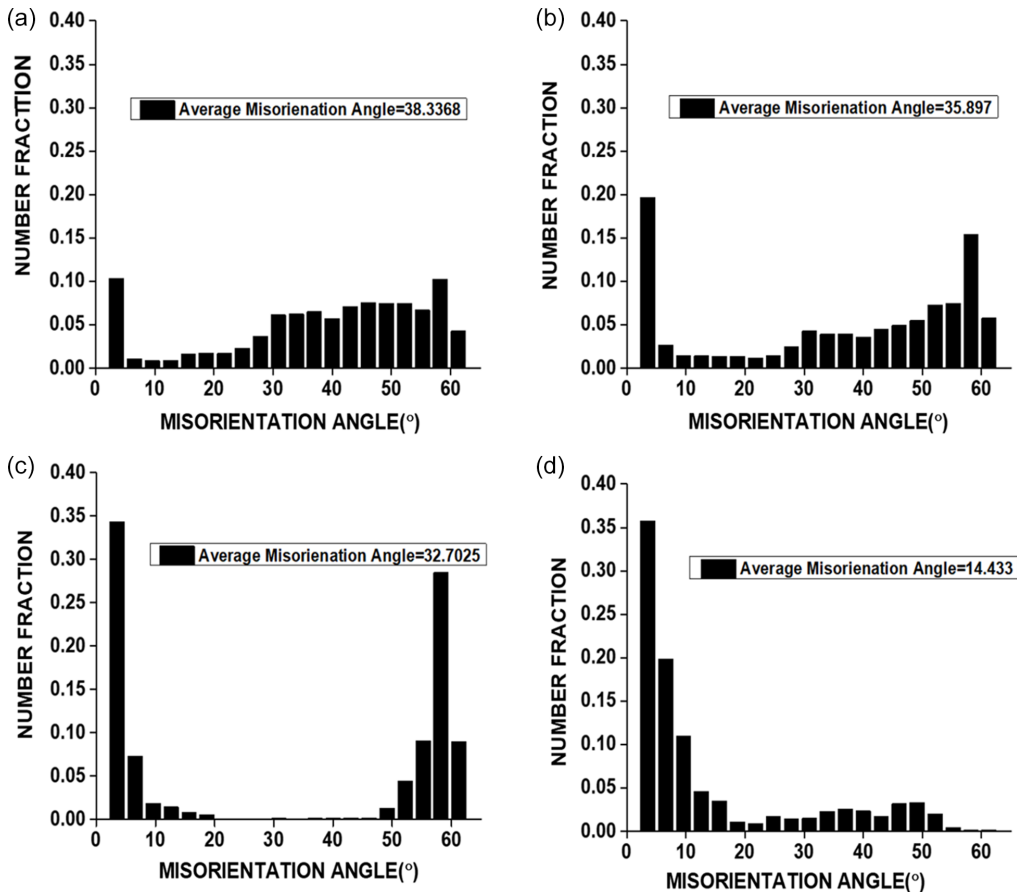 (a)
0.40
0.35
0.30
0.25
0.20
0.15
0.10
0.05
0.00
NUMBER FRACTION
Average Misorienation Angle=38.3368
0 10 20 30 40 50 60
MISORIENTATION ANGLE(°)
(b)
0.40
0.35
0.30
0.25
0.20
0.15
0.10
0.05
0.00
NUMBER FRACTION
Average Misorienation Angle=35.897
0 10 20 30 40 50 60
MISORIENTATION ANGLE(°)
(c)
0.40
0.35
0.30
0.25
0.20
0.15
0.10
0.05
0.00
NUMBER FRACTION
Average Misorienation Angle=32.7025
0 10 20 30 40 50 60
MISORIENTATION ANGLE(°)
(d)
0.40
0.35
0.30
0.25
0.20
0.15
0.10
0.05
0.00
NUMBER FRACTION
Average Misorienation Angle=14.433
0 10 20 30 40 50 60
MISORIENTATION ANGLE(°)